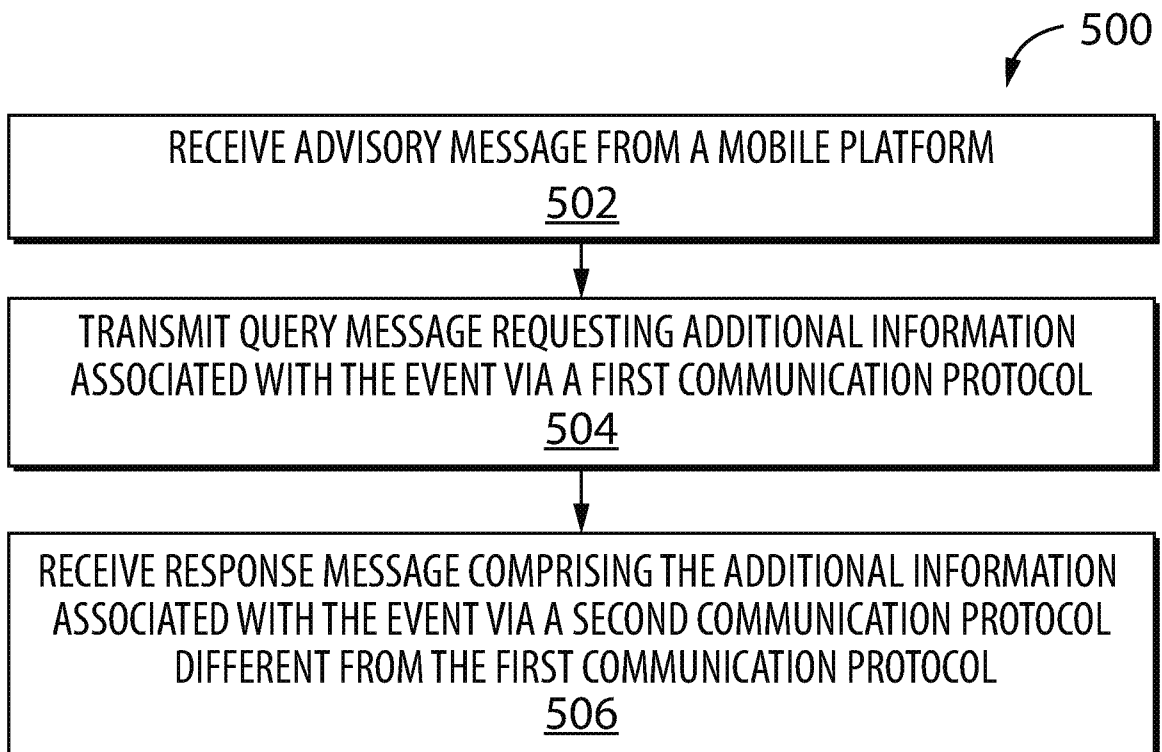 500
RECEIVE ADVISORY MESSAGE FROM A MOBILE PLATFORM
502
TRANSMIT QUERY MESSAGE REQUESTING ADDITIONAL INFORMATION
ASSOCIATED WITH THE EVENT VIA A FIRST COMMUNICATION PROTOCOL
504
RECEIVE RESPONSE MESSAGE COMPRISING THE ADDITIONAL INFORMATION
ASSOCIATED WITH THE EVENT VIA A SECOND COMMUNICATION PROTOCOL
DIFFERENT FROM THE FIRST COMMUNICATION PROTOCOL
506